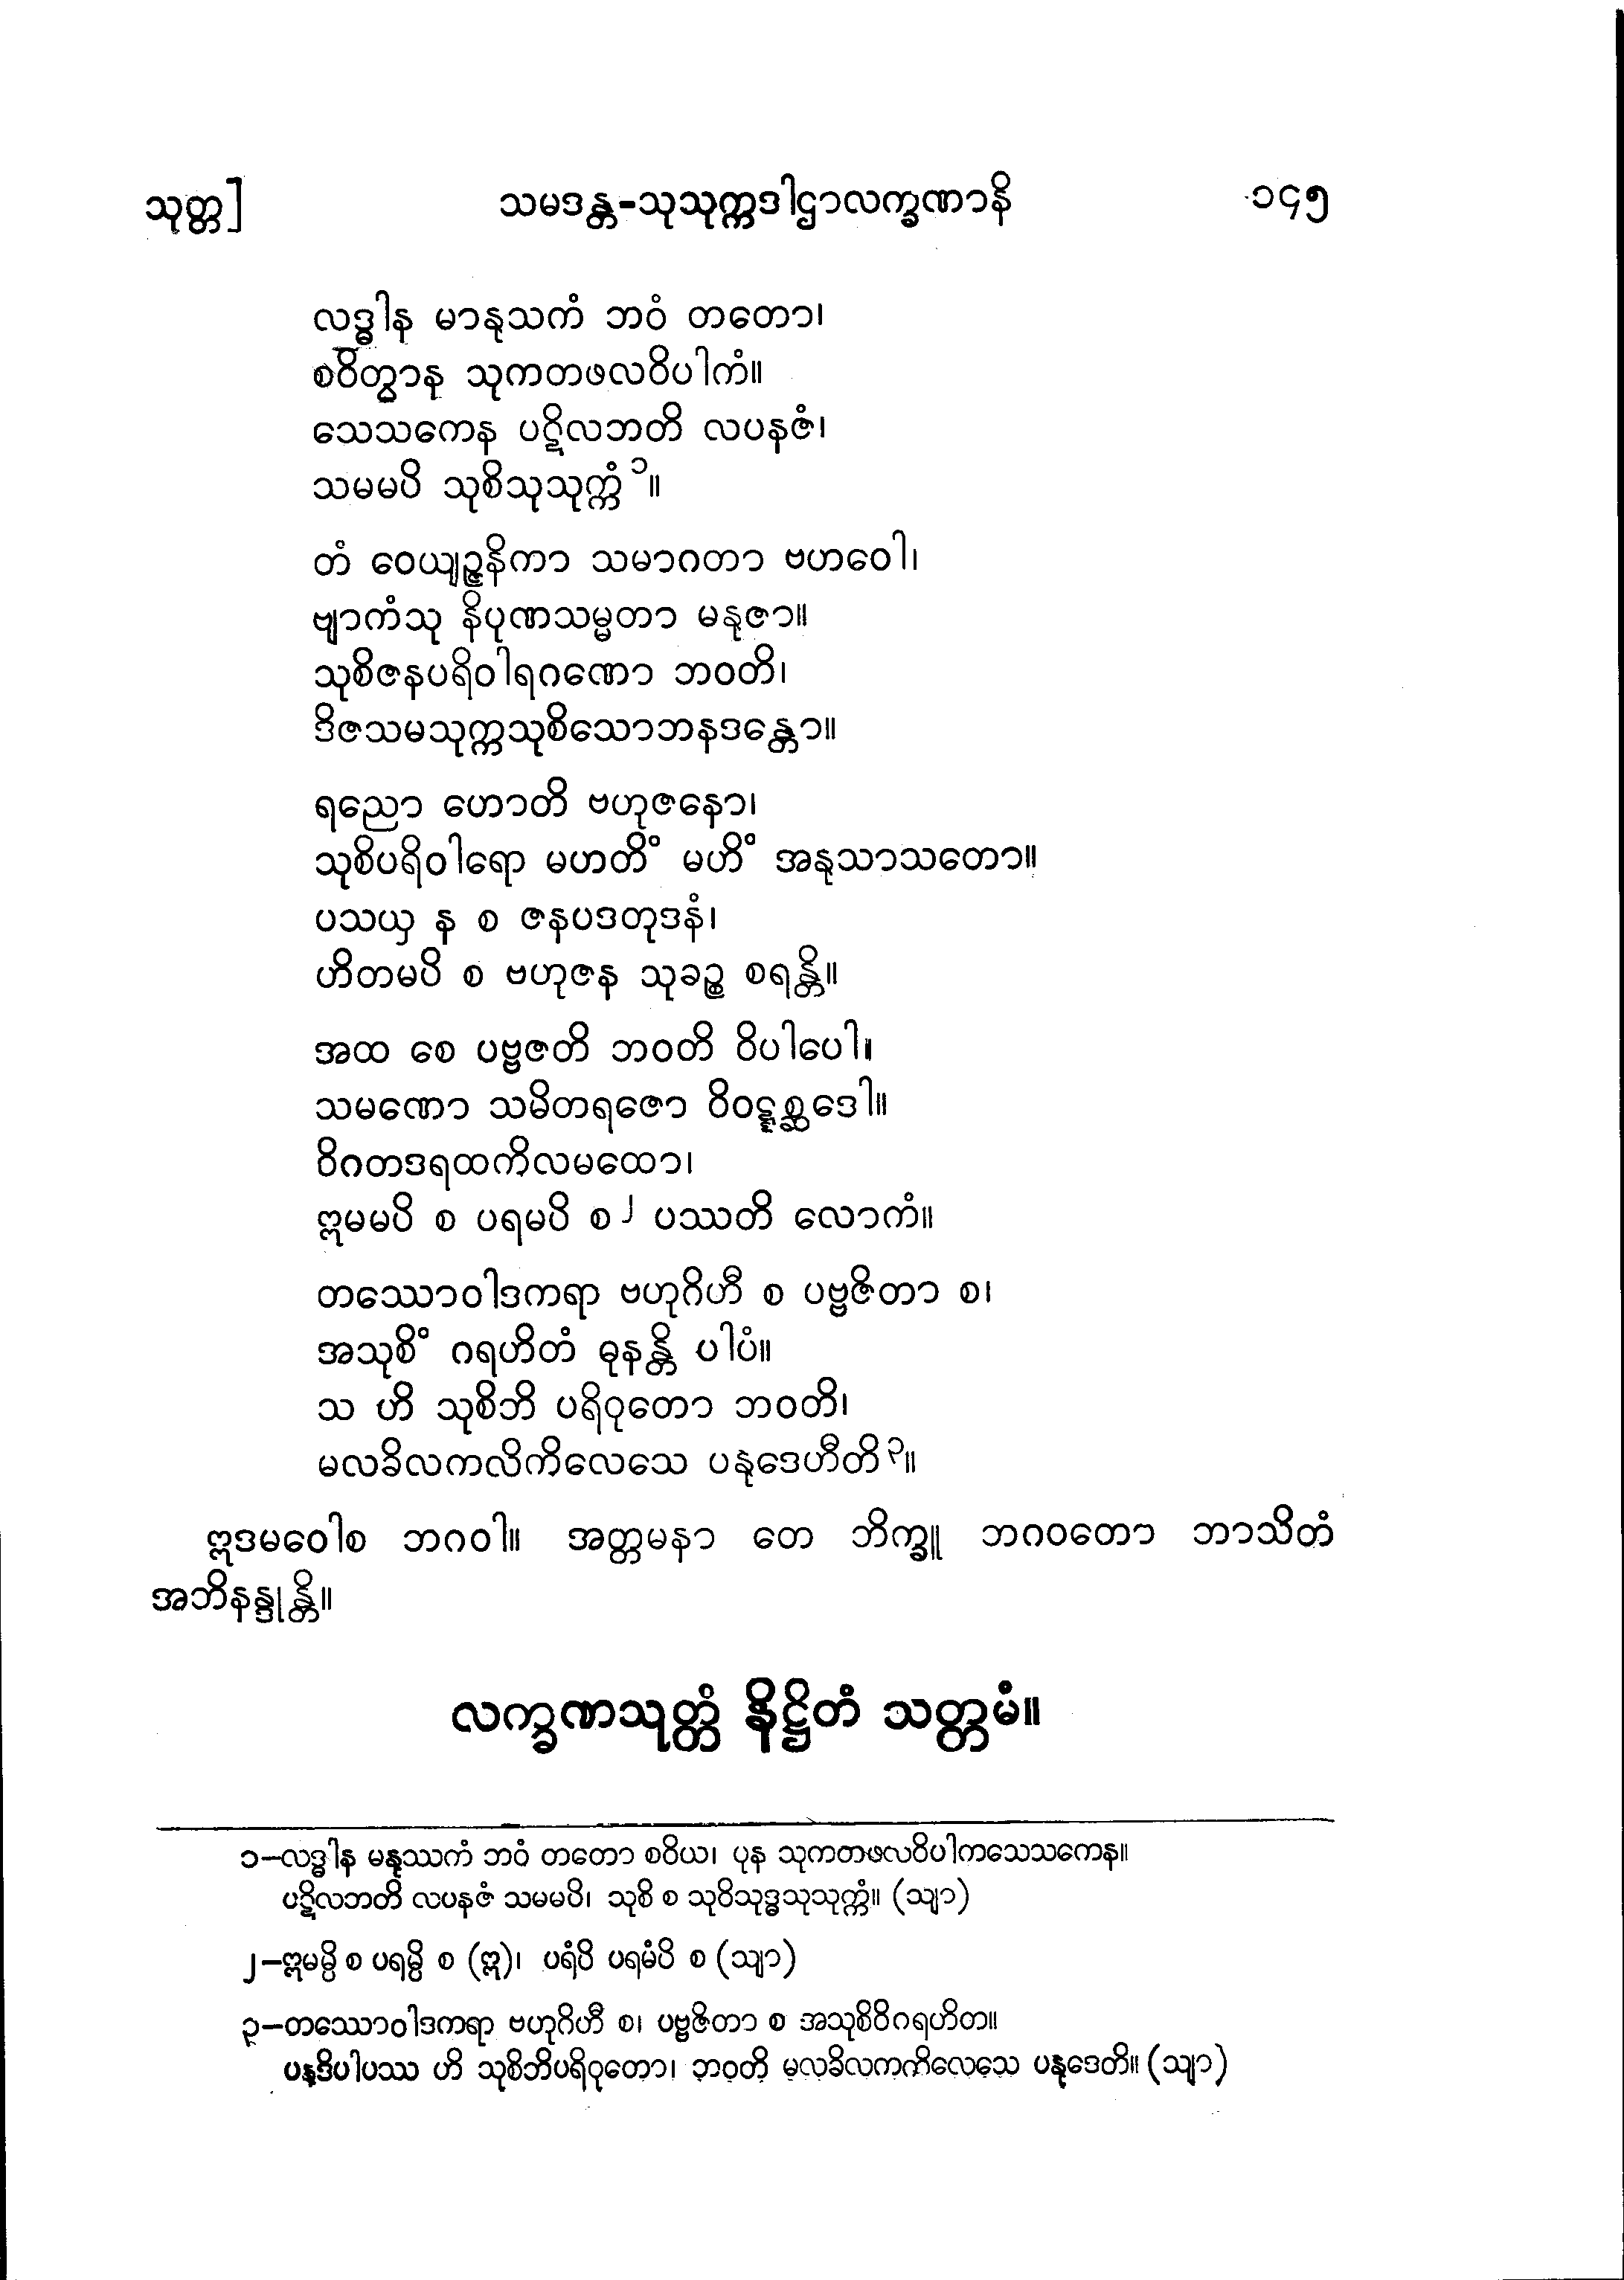 သုတ္တ]
သမဒန္တ-သုသုက္ကဒါဌာလက္ခဏာနိ
၁၄၅
လဒ္ဓါန မာနုသကံ ဘဝံ တတော၊
စဝိတွာန သုကတဖလဝိပါကံ။
သေသကေန ပဋိလဘတိ လပနဇံ၊
သမမပိ သုစိသုသုက္ကံ ၁။
တံ ဝေယျဉ္ဇနိကာ သမာဂတာ ဗဟဝေါ၊
ဗျာကံသု နိပုဏသမ္မတာ မနုဇာ။
သုစိဇနပရိဝါရဂဏော ဘဝတိ၊
ဒိဇသမသုက္ကသုစိသောဘနဒန္တော။
ရညော ဟောတိ ဗဟုဇနော၊
သုစိပရိဝါရော မဟတိံ မဟိံ အနုသာသတော။
ပသယှ န စ ဇနပဒတုဒနံ၊
ဟိတမပိ စ ဗဟုဇန သုခဉ္စ စရန္တိ။
အထ စေ ပဗ္ဗဇတိ ဘဝတိ ဝိပါပေါ။
သမဏော သမိတရဇော ဝိဝဋ္ဋစ္ဆဒေါ။
ဝိဂတဒရထကိလမထော၊
ဣမမပိ စ ပရမပိ စ ၂ ပဿတိ လောကံ။
တဿောဝါဒကရာ ဗဟုဂိဟီ စ ပဗ္ဗဇိတာ စ၊
အသုစိံ ဂရဟိတံ ဓုနန္တိ ပါပံ။
သ ဟိ သုစိဘိ ပရိဝုတော ဘဝတိ၊
မလခိလကလိကိလေသေ ပနုဒေဟီတိ ၃။
ဣဒမဝေါစ ဘဂဝါ။ အတ္တမနာ တေ ဘိက္ခူ ဘဂဝတော ဘာသိတံ
အဘိနန္ဒုန္တိ။
လက္ခဏသုတ္တံ နိဋ္ဌိတံ သတ္တမံ။
၁–လဒ္ဓါန မနုဿကံ ဘဝံ တတော စဝိယ၊ ပုန သုကတဖလဝိပါကသေသကေန။
ပဋိလဘတိ လပနဇံ သမမပိ၊ သုစိ စ သုဝိသုဒ္ဓသုသုက္ကံ။ (သျာ)
၂–ဣမမ္ပိ စ ပရမ္ပိ စ (ဣ)၊ ပရံပိ ပရမံပိ စ (သျာ)
၃–တဿောဝါဒကရာ ဗဟုဂိဟီ စ၊ ပဗ္ဗဇိတာ စ အသုစိဝိဂရဟိတ။
ပနုဒိပါပဿ ဟိ သုစိဘိပရိဝုတော၊ ဘဝတိ မလခိလကကိလေသေ ပနုဒေတိ။ (သျာ)